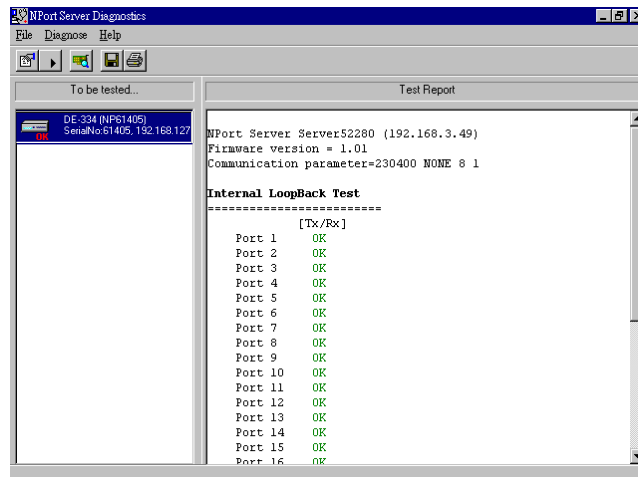 NPort Server Diagnostics
File Diagnose Help
To be tested...
Test Report
DE-334 (NP61405)
SerialNo:61405, 192.168.127
OK
NPort Server Server52280 (192.168.3.49)
Firmware version = 1.01
Communication parameter=230400 NONE 8 1
Internal LoopBack Test
=========================
[Tx/Rx]
Port 1 OK
Port 2 OK
Port 3 OK
Port 4 OK
Port 5 OK
Port 6 OK
Port 7 OK
Port 8 OK
Port 9 OK
Port 10 OK
Port 11 OK
Port 12 OK
Port 13 OK
Port 14 OK
Port 15 OK
Port 16 OK